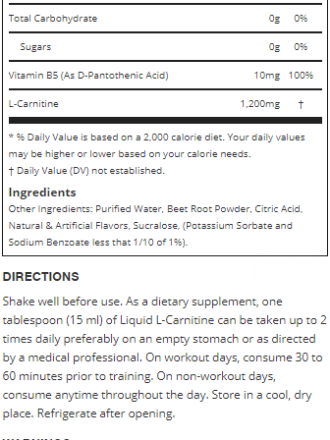 Total Carbohydrate 0g 0%
Sugars 0g 0%
Vitamin B5 (As D-Pantothenic Acid) 10mg 100%
L-Carnitine 1,200mg †
* % Daily Value is based on a 2,000 calorie diet. Your daily values
may be higher or lower based on your calorie needs.
† Daily Value (DV) not established.
Ingredients
Other Ingredients: Purified Water, Beet Root Powder, Citric Acid,
Natural & Artificial Flavors, Sucralose, (Potassium Sorbate and
Sodium Benzoate less that 1/10 of 1%).
DIRECTIONS
Shake well before use. As a dietary supplement, one
tablespoon (15 ml) of Liquid L-Carnitine can be taken up to 2
times daily preferably on an empty stomach or as directed
by a medical professional. On workout days, consume 30 to
60 minutes prior to training. On non-workout days,
consume anytime throughout the day. Store in a cool, dry
place. Refrigerate after opening.